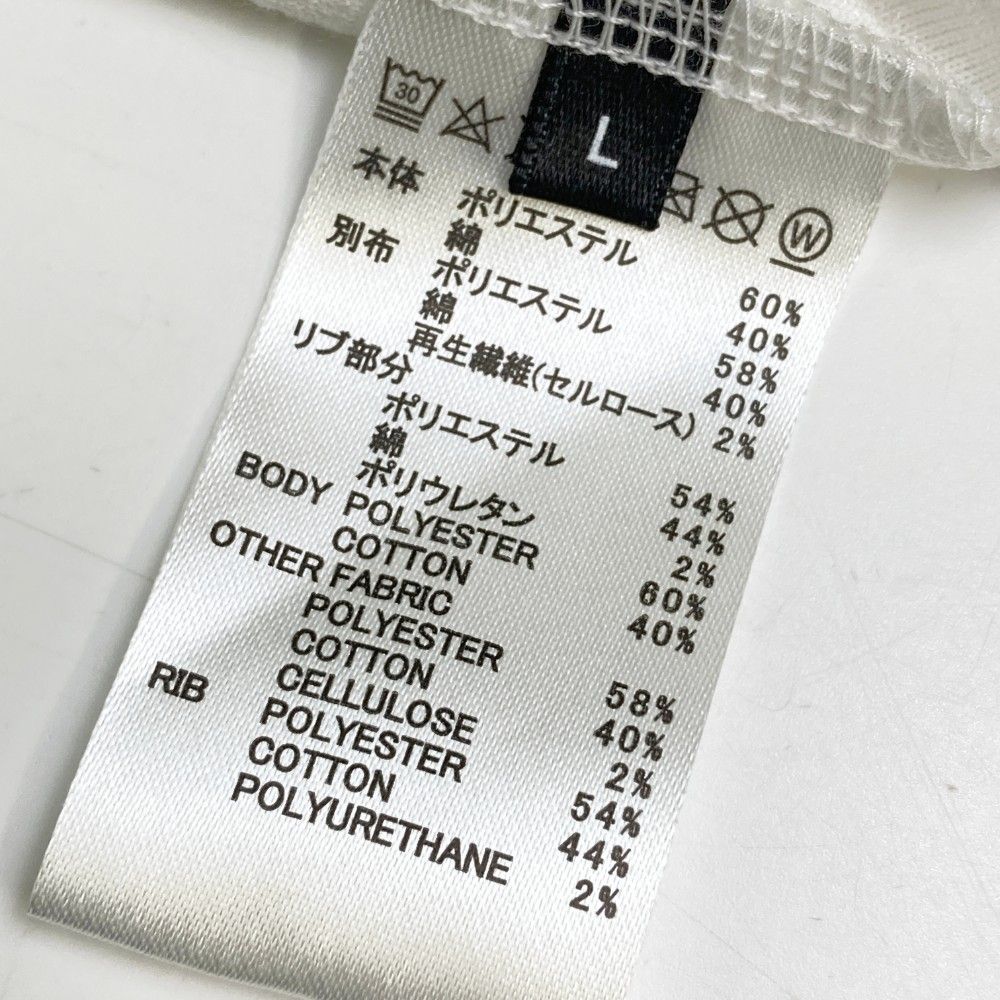 30
L
W
本体 ポリエステル 60%
綿 40%
別布 ポリエステル 58%
綿 40%
再生繊維(セルロース) 2%
リブ部分
ポリエステル 54%
綿 44%
ポリウレタン 2%
BODY POLYESTER 60%
COTTON 40%
OTHER FABRIC
POLYESTER 58%
COTTON 40%
CELLULOSE 2%
RIB POLYESTER 54%
COTTON 44%
POLYURETHANE 2%